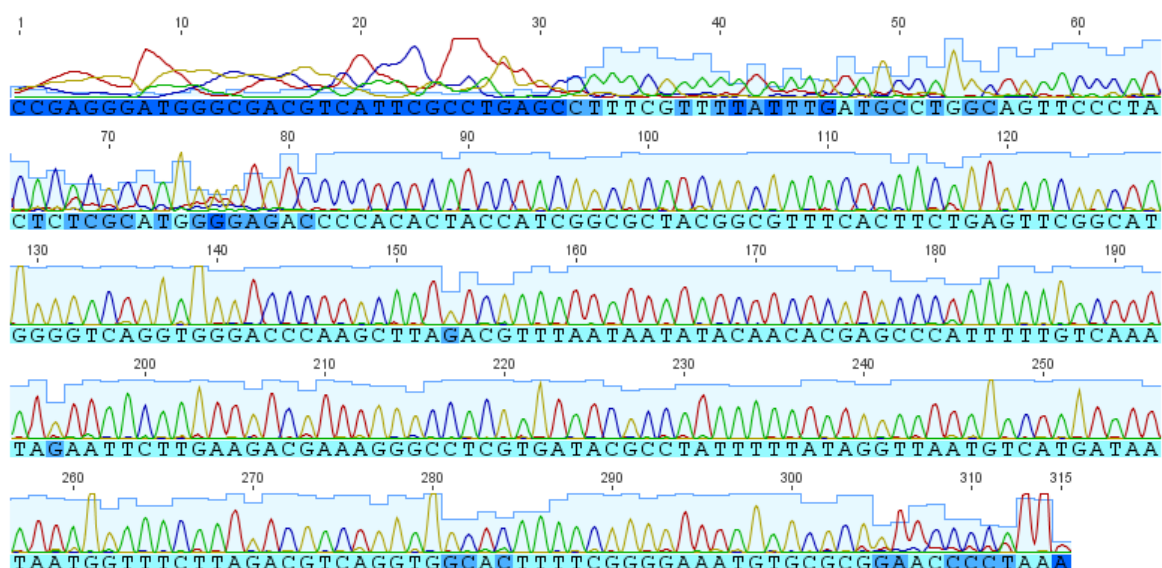 1 10 20 30 40 50 60
CCGAGGGATGGGCGACGTCATTCGCCTGAGCCTTTCGTTTTATTTGATGCCTGGCAGTTCCCTA
70 80 90 100 110 120
CTCTCGCATGGGGAGACCCCACACTACCATCGGCGCTACGGCGTTTCACTTCTGAGTTCGGCAT
130 140 150 160 170 180 190
GGGGTCAGGTGGGACCCAAGCTTAGACGTTTAATAATATACAACACGAGCCCATTTTTGTCAAA
200 210 220 230 240 250
TAGAATTCTTGAAGACGAAAGGGCCTCGTGATACGCCTATTTTTATAGGTTAATGTCATGATAA
260 270 280 290 300 310 315
TAATGGTTTCTTAGACGTCAGGTGGCACTTTTCGGGGAAATGTGCGCGGAACCCCTAAA